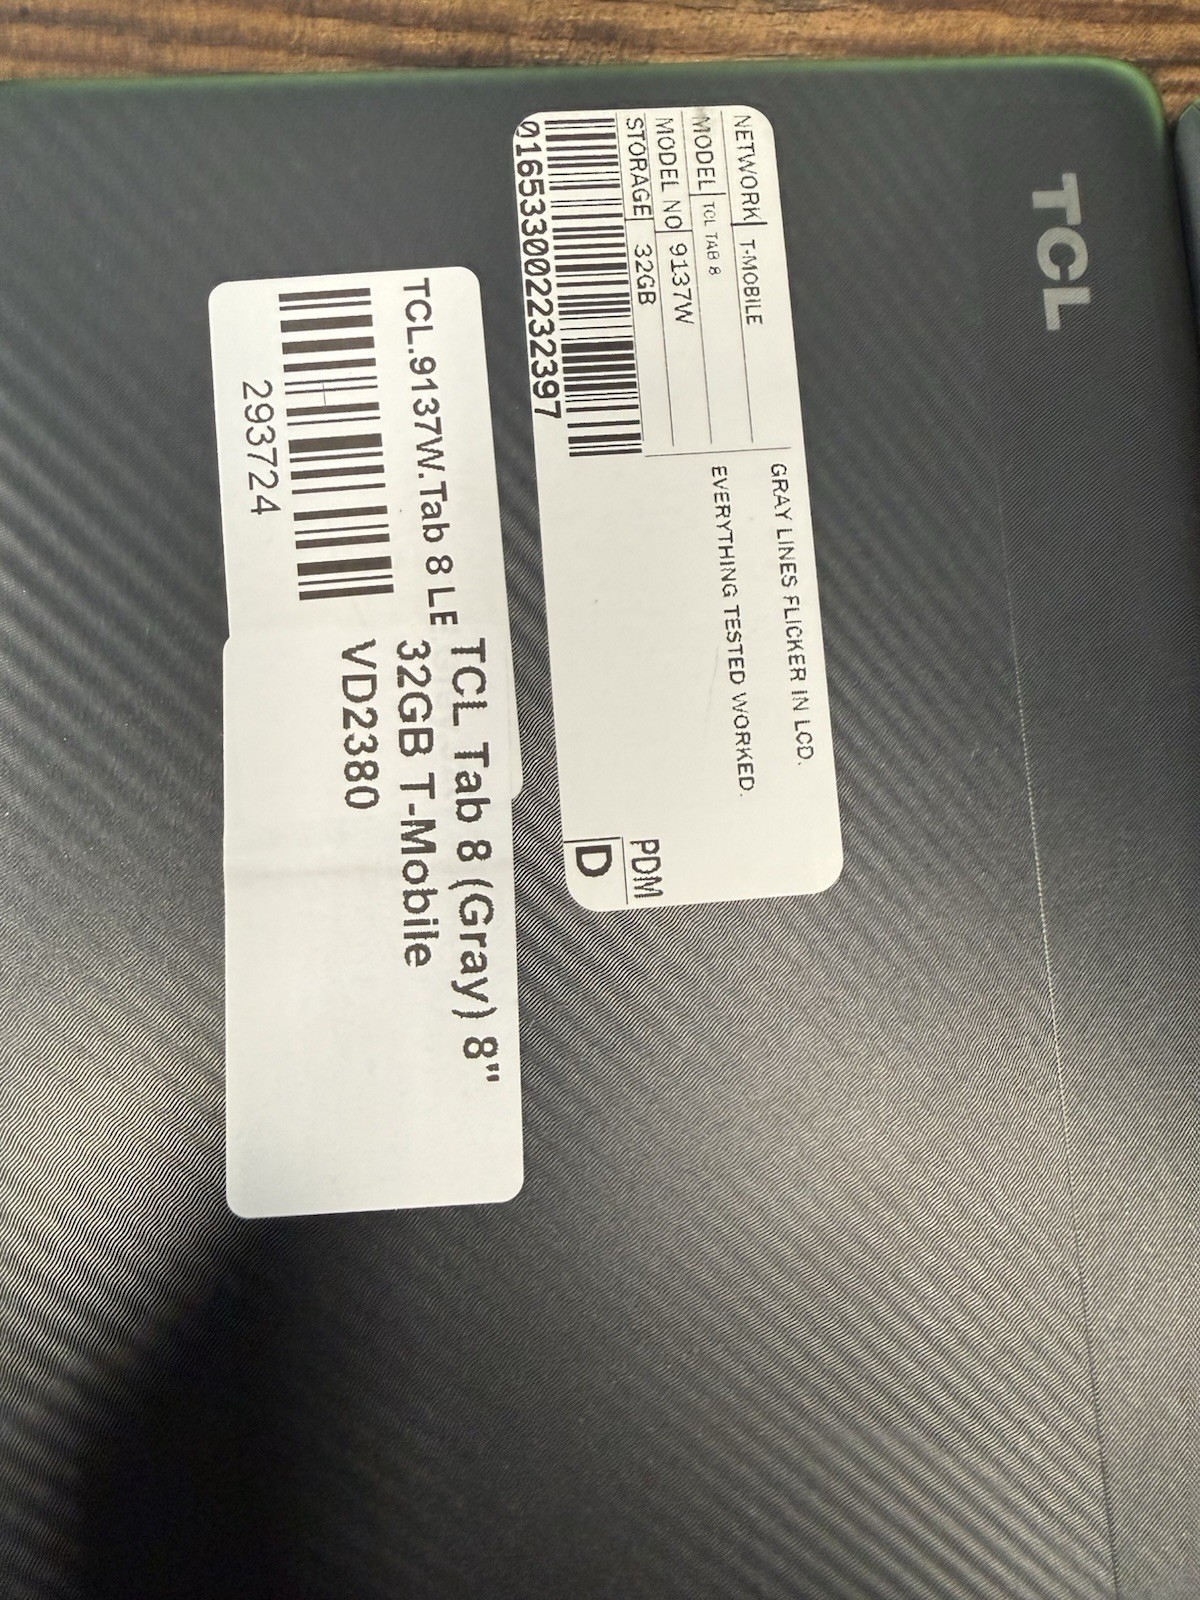 TCL
NETWORK T-MOBILE
MODEL TCL TAB 8
MODEL NO 9137W
STORAGE 32GB
016533002232397
GRAY LINES FLICKER IN LCD.
EVERYTHING TESTED WORKED.
PDM
D
TCL.9137W.Tab 8 LE
293724
TCL Tab 8 (Gray) 8"
32GB T-Mobile
VD2380